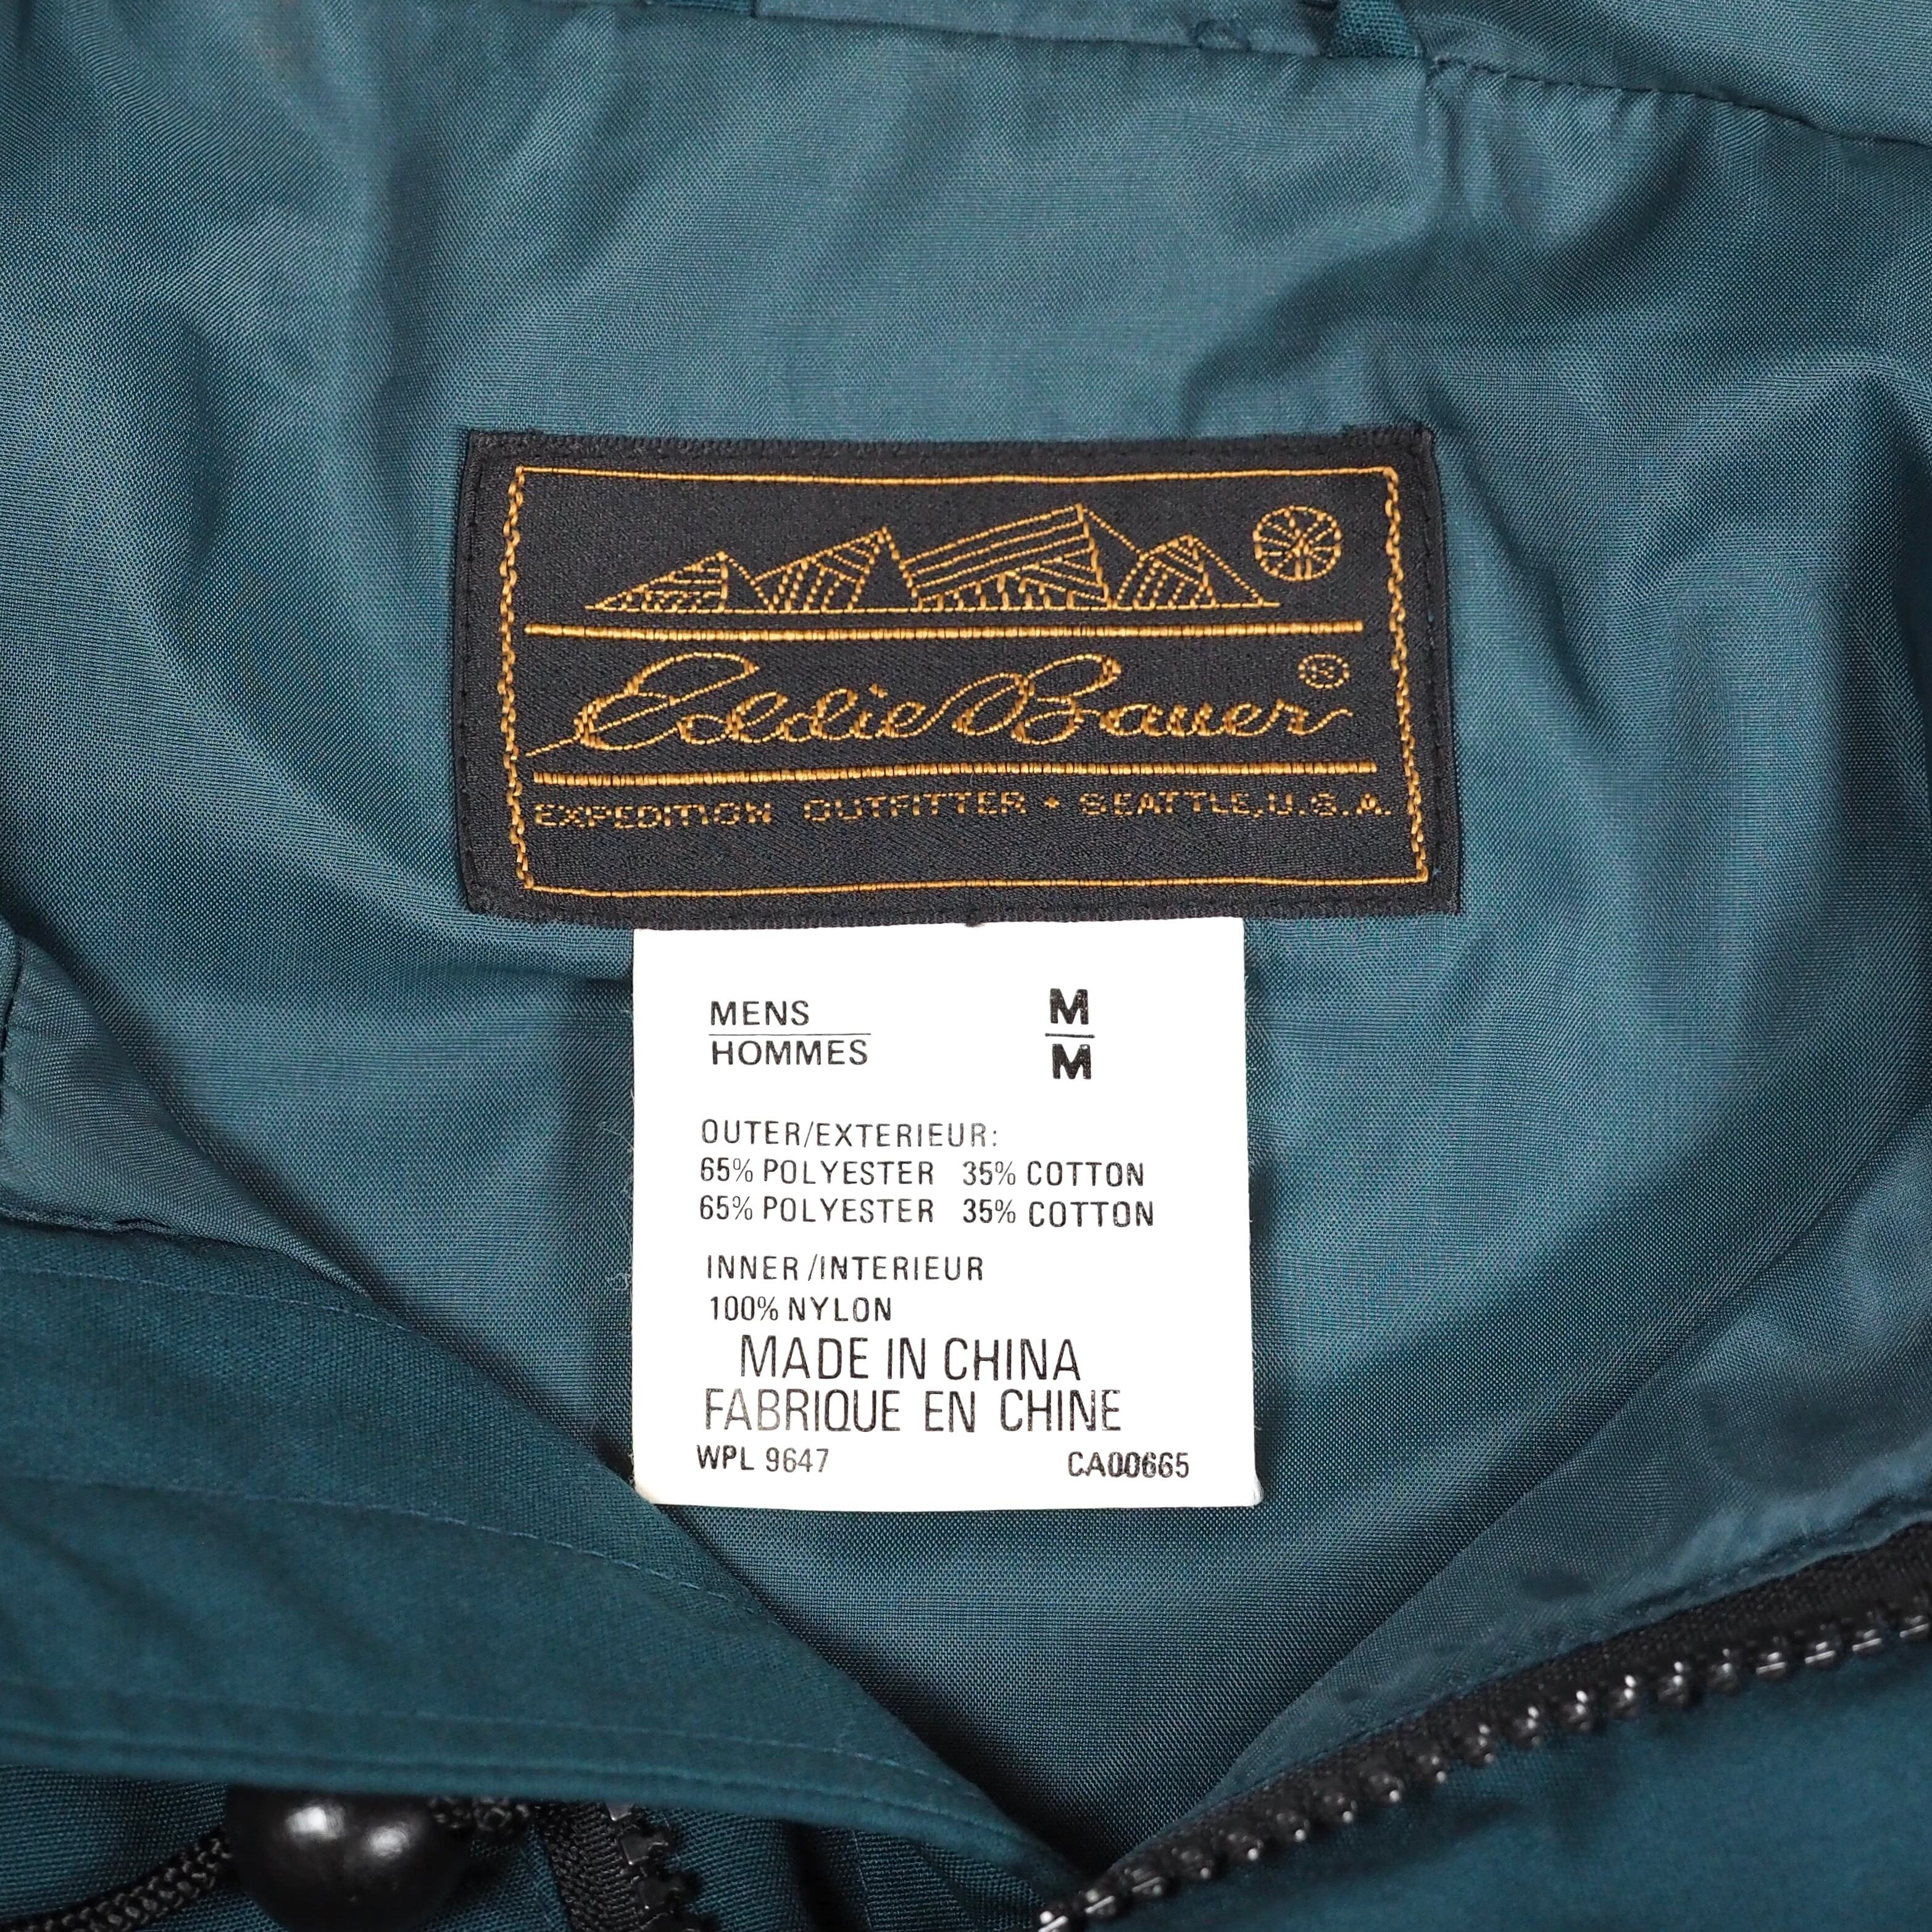 Eddie Bauer®
EXPEDITION OUTFITTER • SEATTLE, U.S.A.
MENS M
HOMMES M
OUTER/EXTERIEUR:
65% POLYESTER 35% COTTON
65% POLYESTER 35% COTTON
INNER/INTERIEUR
100% NYLON
MADE IN CHINA
FABRIQUE EN CHINE
WPL 9647 CA00665